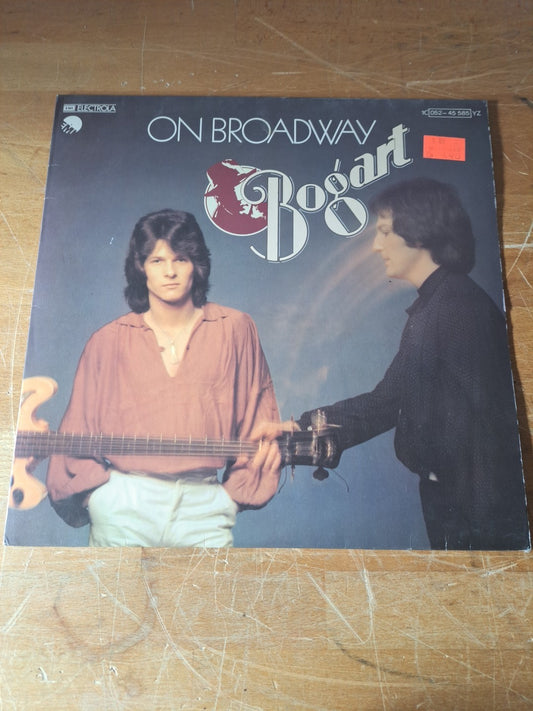 EMI ELECTROLA
1C 052-45 585 YZ
ON BROADWAY
Bogart